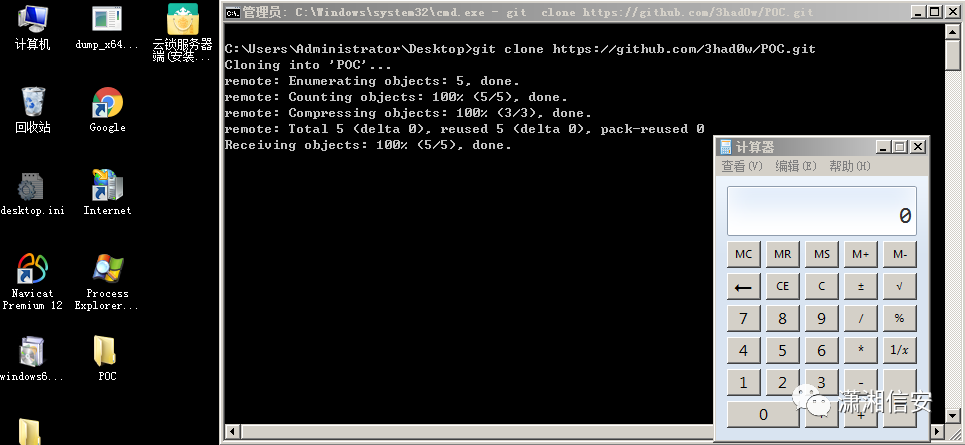 计算机
dump_x64...
云锁服务器
端(安装...
回收站
Google
desktop.ini
Internet
Navicat
Premium 12
Process
Explorer...
windows6...
POC
管理员: C:\Windows\system32\cmd.exe - git  clone https://github.com/3had0w/POC.git
C:\Users\Administrator\Desktop>git clone https://github.com/3had0w/POC.git
Cloning into 'POC'...
remote: Enumerating objects: 5, done.
remote: Counting objects: 100% (5/5), done.
remote: Compressing objects: 100% (3/3), done.
remote: Total 5 (delta 0), reused 5 (delta 0), pack-reused 0
Receiving objects: 100% (5/5), done.
计算器
查看(V) 编辑(E) 帮助(H)
0
MC MR MS M+ M-
← CE C ± √
7 8 9 / %
4 5 6 * 1/x
1 2 3 -
0 +
潇湘信安